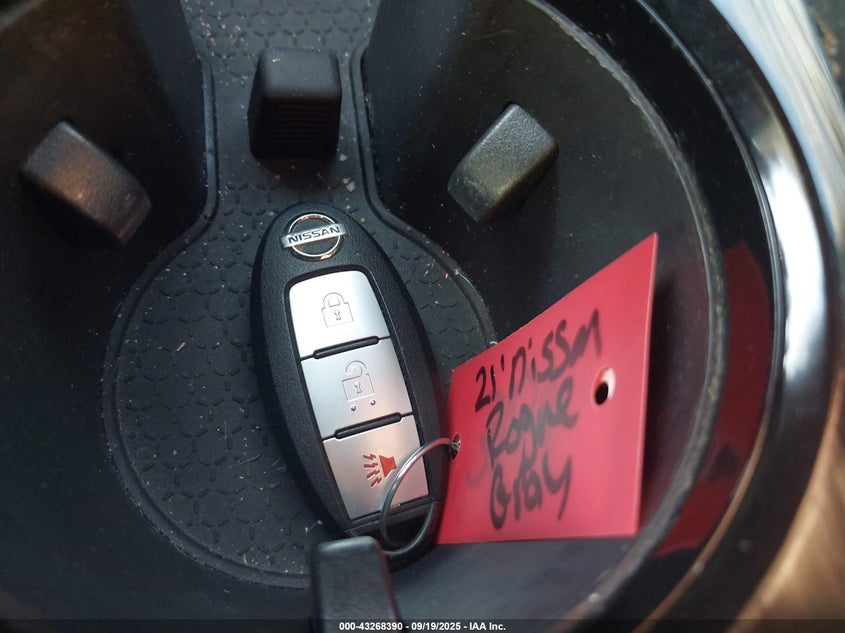 NISSAN
21' Nissan
Rogue
Gray
000-43268390 - 09/19/2025 - IAA Inc.